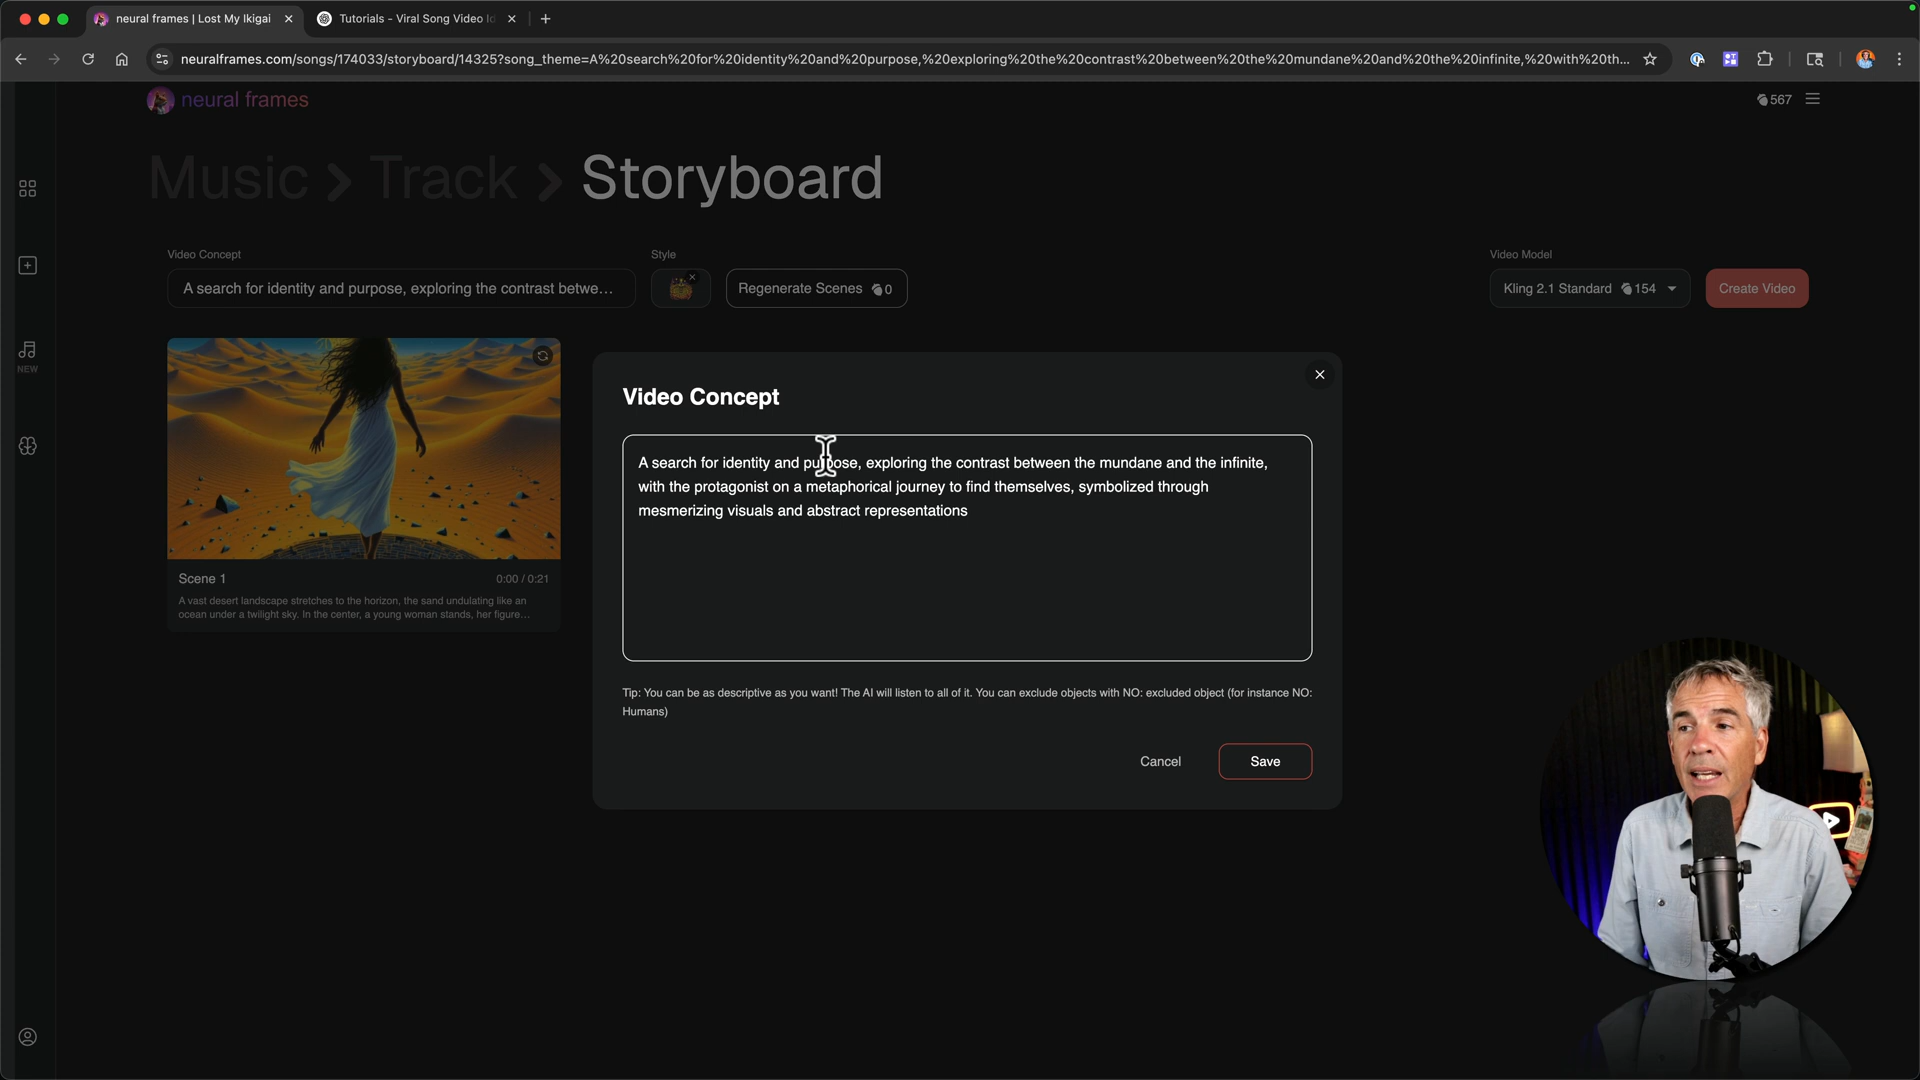 neural frames | Lost My Ikigai
Tutorials - Viral Song Video Id
neuralframes.com/songs/174033/storyboard/14325?song_theme=A%20search%20for%20identity%20and%20purpose,%20exploring%20the%20contrast%20between%20the%20mundane%20and%20the%20infinite,%20with%20th...
neural frames
567
Music > Track > Storyboard
Video Concept
Style
Video Model
A search for identity and purpose, exploring the contrast betwe...
Regenerate Scenes 0
Kling 2.1 Standard 154
Create Video
NEW
Video Concept
A search for identity and purpose, exploring the contrast between the mundane and the infinite,
with the protagonist on a metaphorical journey to find themselves, symbolized through
mesmerizing visuals and abstract representations
Scene 1
0:00 / 0:21
A vast desert landscape stretches to the horizon, the sand undulating like an
ocean under a twilight sky. In the center, a young woman stands, her figure...
Tip: You can be as descriptive as you want! The AI will listen to all of it. You can exclude objects with NO: excluded object (for instance NO:
Humans)
Cancel
Save